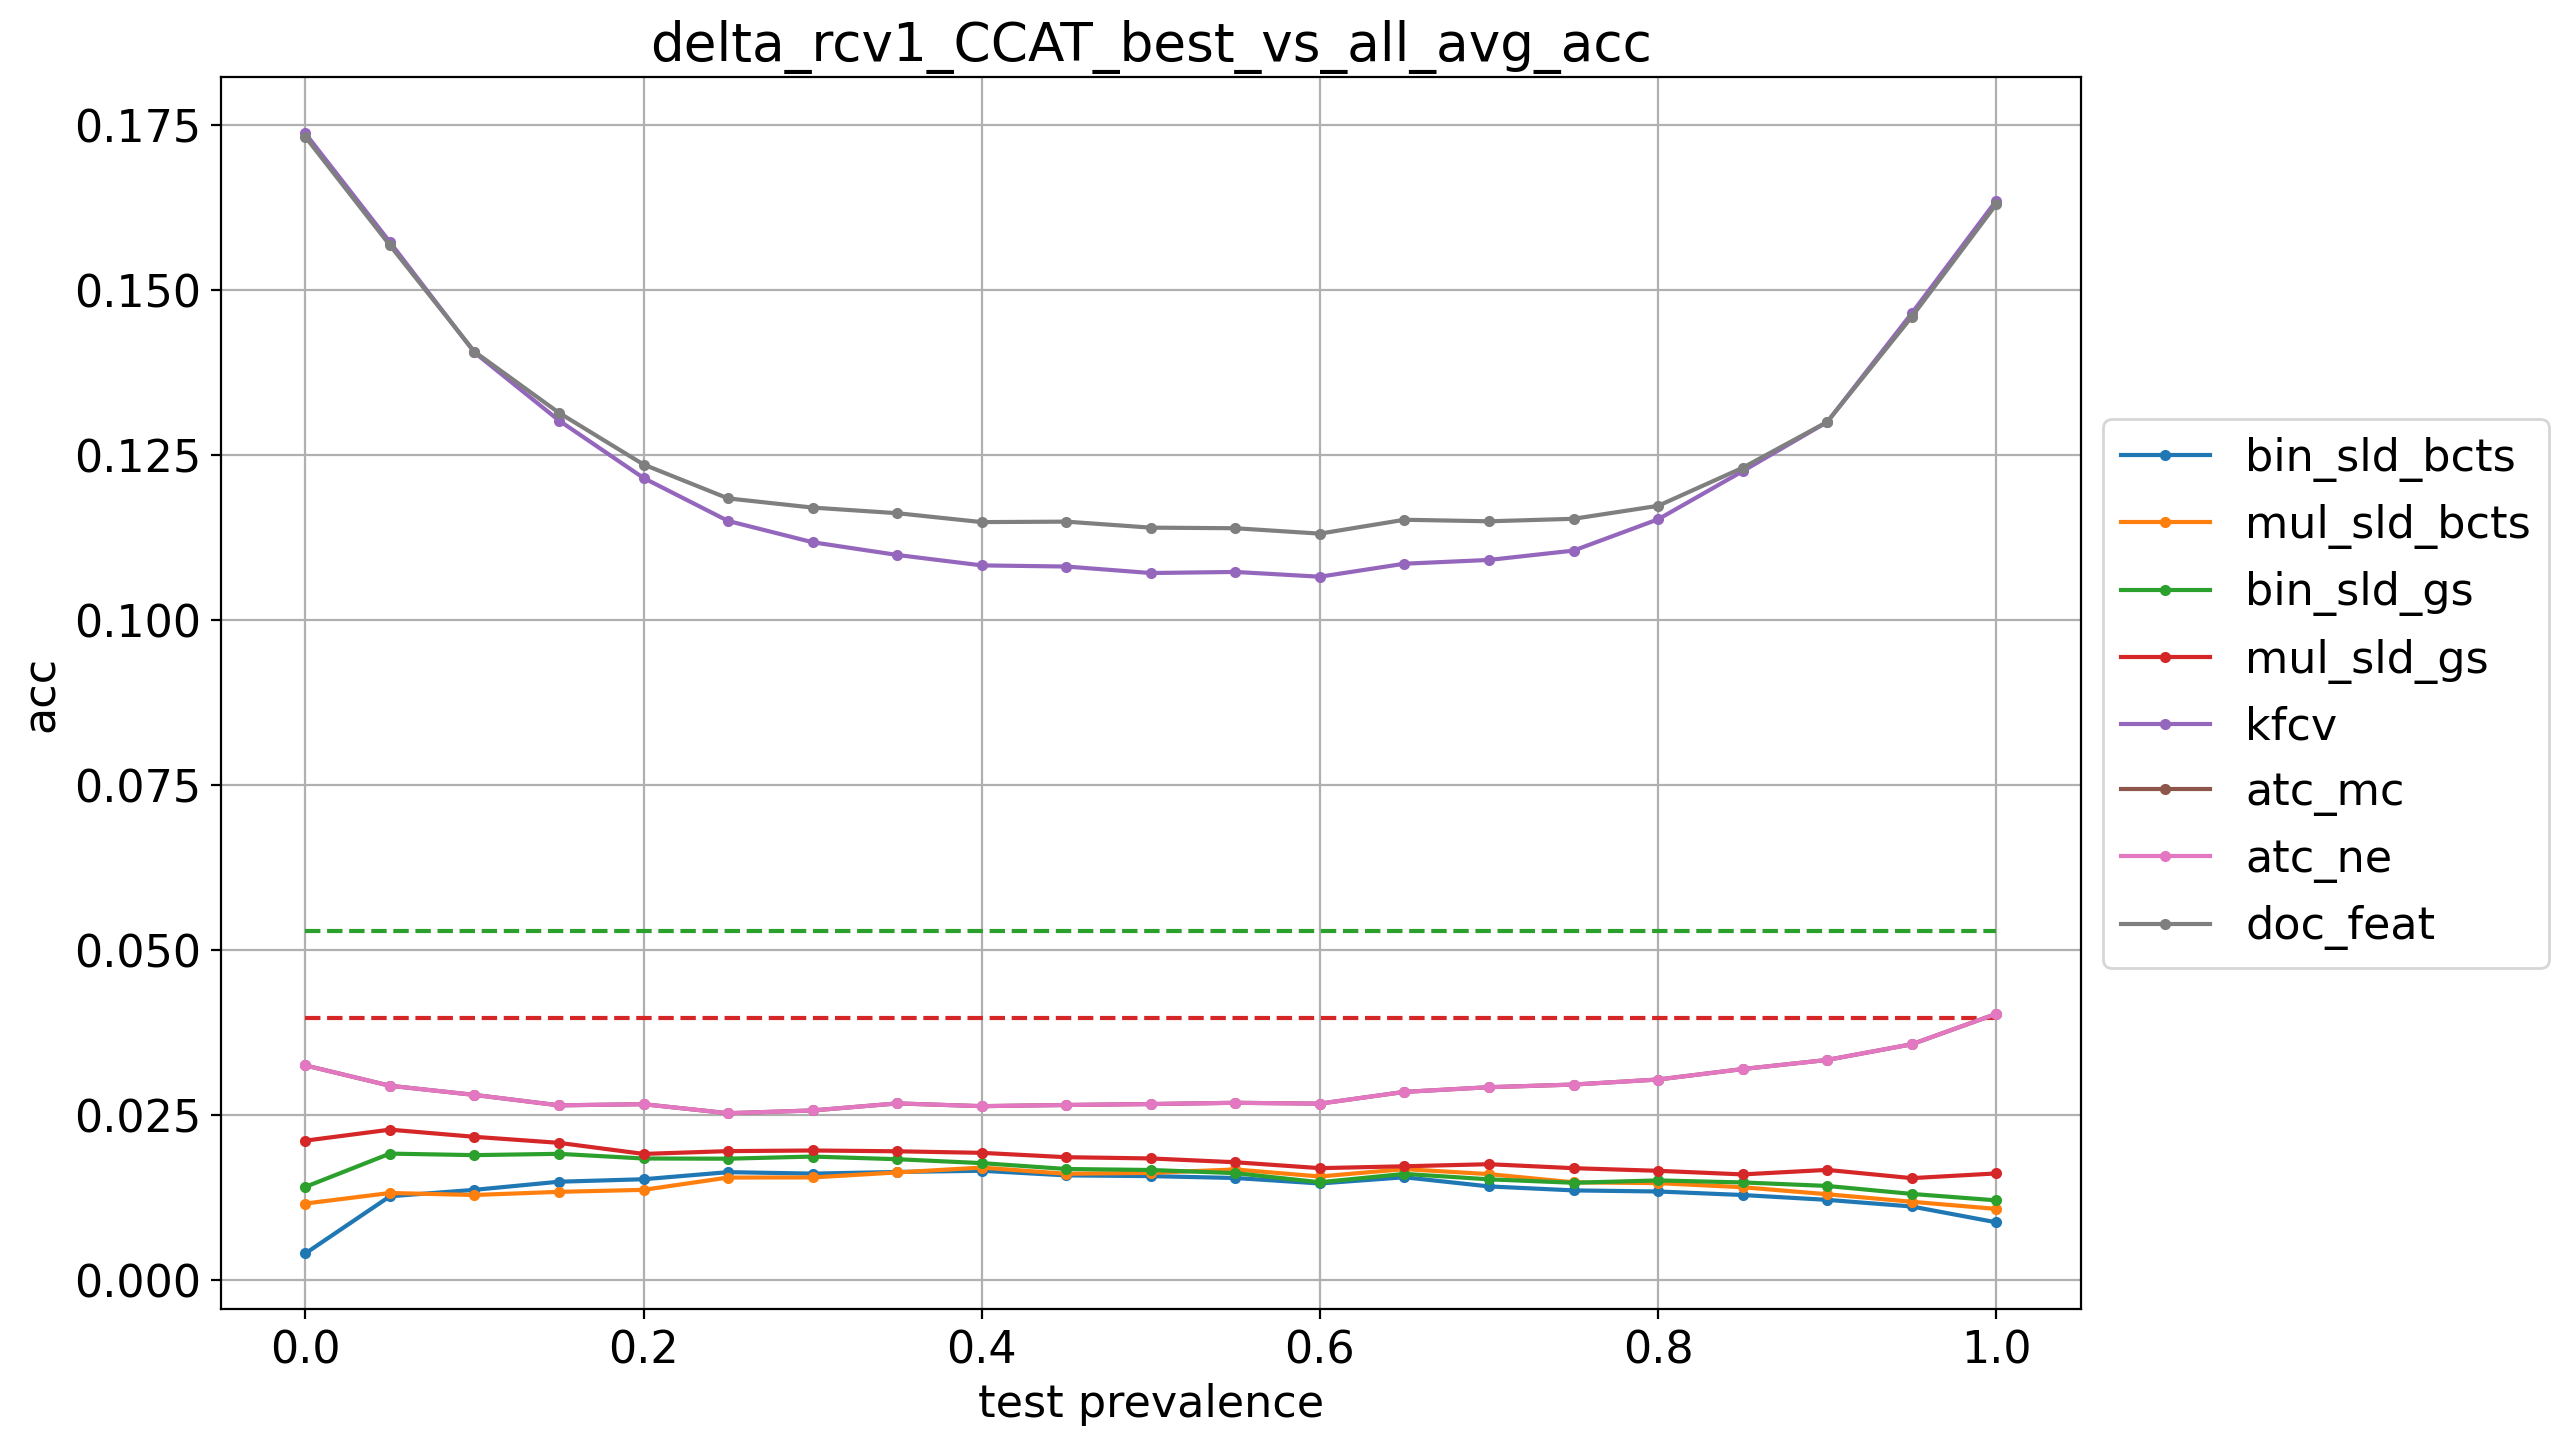 delta_rcv1_CCAT_best_vs_all_avg_acc
0.175
0.150
0.125
0.100
0.075
0.050
0.025
0.000
acc
0.0 0.2 0.4 0.6 0.8 1.0
test prevalence
bin_sld_bcts
mul_sld_bcts
bin_sld_gs
mul_sld_gs
kfcv
atc_mc
atc_ne
doc_feat